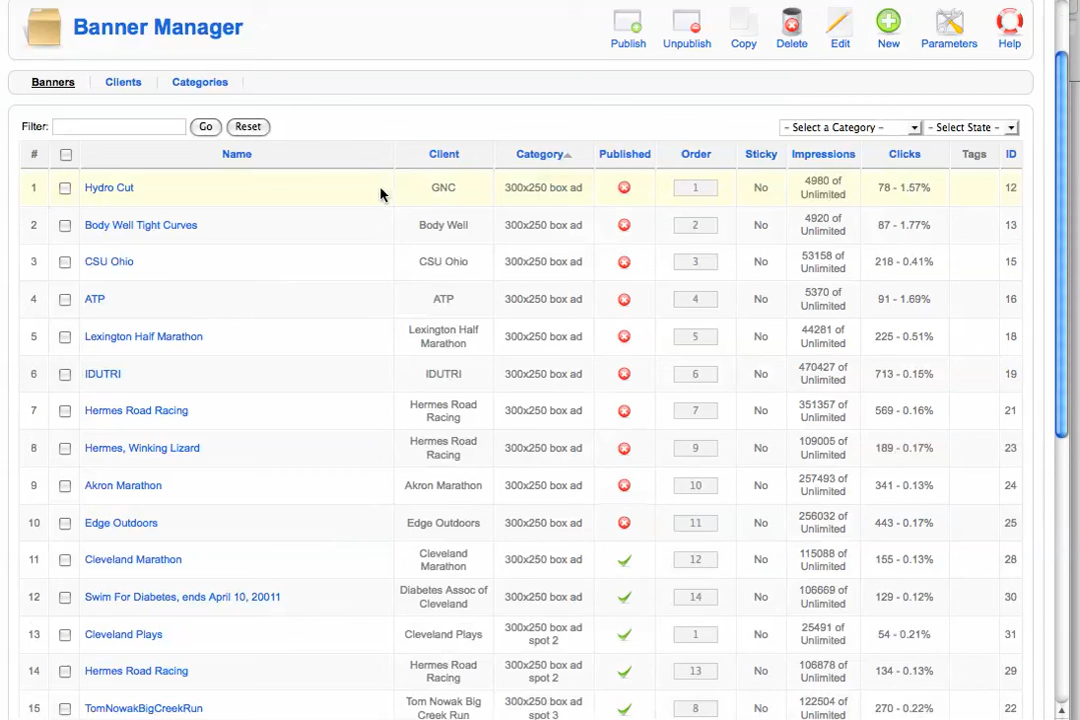 Banner Manager
Publish Unpublish Copy Delete Edit New Parameters Help
Banners Clients Categories
Filter: Go Reset - Select a Category - - Select State -
# Name Client Category Published Order Sticky Impressions Clicks Tags ID
1 Hydro Cut GNC 300x250 box ad 1 No 4980 of Unlimited 78 - 1.57% 12
2 Body Well Tight Curves Body Well 300x250 box ad 2 No 4920 of Unlimited 87 - 1.77% 13
3 CSU Ohio CSU Ohio 300x250 box ad 3 No 53158 of Unlimited 218 - 0.41% 15
4 ATP ATP 300x250 box ad 4 No 5370 of Unlimited 91 - 1.69% 16
5 Lexington Half Marathon Lexington Half Marathon 300x250 box ad 5 No 44281 of Unlimited 225 - 0.51% 18
6 IDUTRI IDUTRI 300x250 box ad 6 No 470427 of Unlimited 713 - 0.15% 19
7 Hermes Road Racing Hermes Road Racing 300x250 box ad 7 No 351357 of Unlimited 569 - 0.16% 21
8 Hermes, Winking Lizard Hermes Road Racing 300x250 box ad 9 No 109005 of Unlimited 189 - 0.17% 23
9 Akron Marathon Akron Marathon 300x250 box ad 10 No 257493 of Unlimited 341 - 0.13% 24
10 Edge Outdoors Edge Outdoors 300x250 box ad 11 No 256032 of Unlimited 443 - 0.17% 25
11 Cleveland Marathon Cleveland Marathon 300x250 box ad 12 No 115088 of Unlimited 155 - 0.13% 28
12 Swim For Diabetes, ends April 10, 20011 Diabetes Assoc of Cleveland 300x250 box ad 14 No 106669 of Unlimited 129 - 0.12% 30
13 Cleveland Plays Cleveland Plays 300x250 box ad spot 2 1 No 25491 of Unlimited 54 - 0.21% 31
14 Hermes Road Racing Hermes Road Racing 300x250 box ad spot 2 13 No 106878 of Unlimited 134 - 0.13% 29
15 TomNowakBigCreekRun Tom Nowak Big Creek Run 300x250 box ad spot 3 8 No 122504 of Unlimited 270 - 0.22% 22